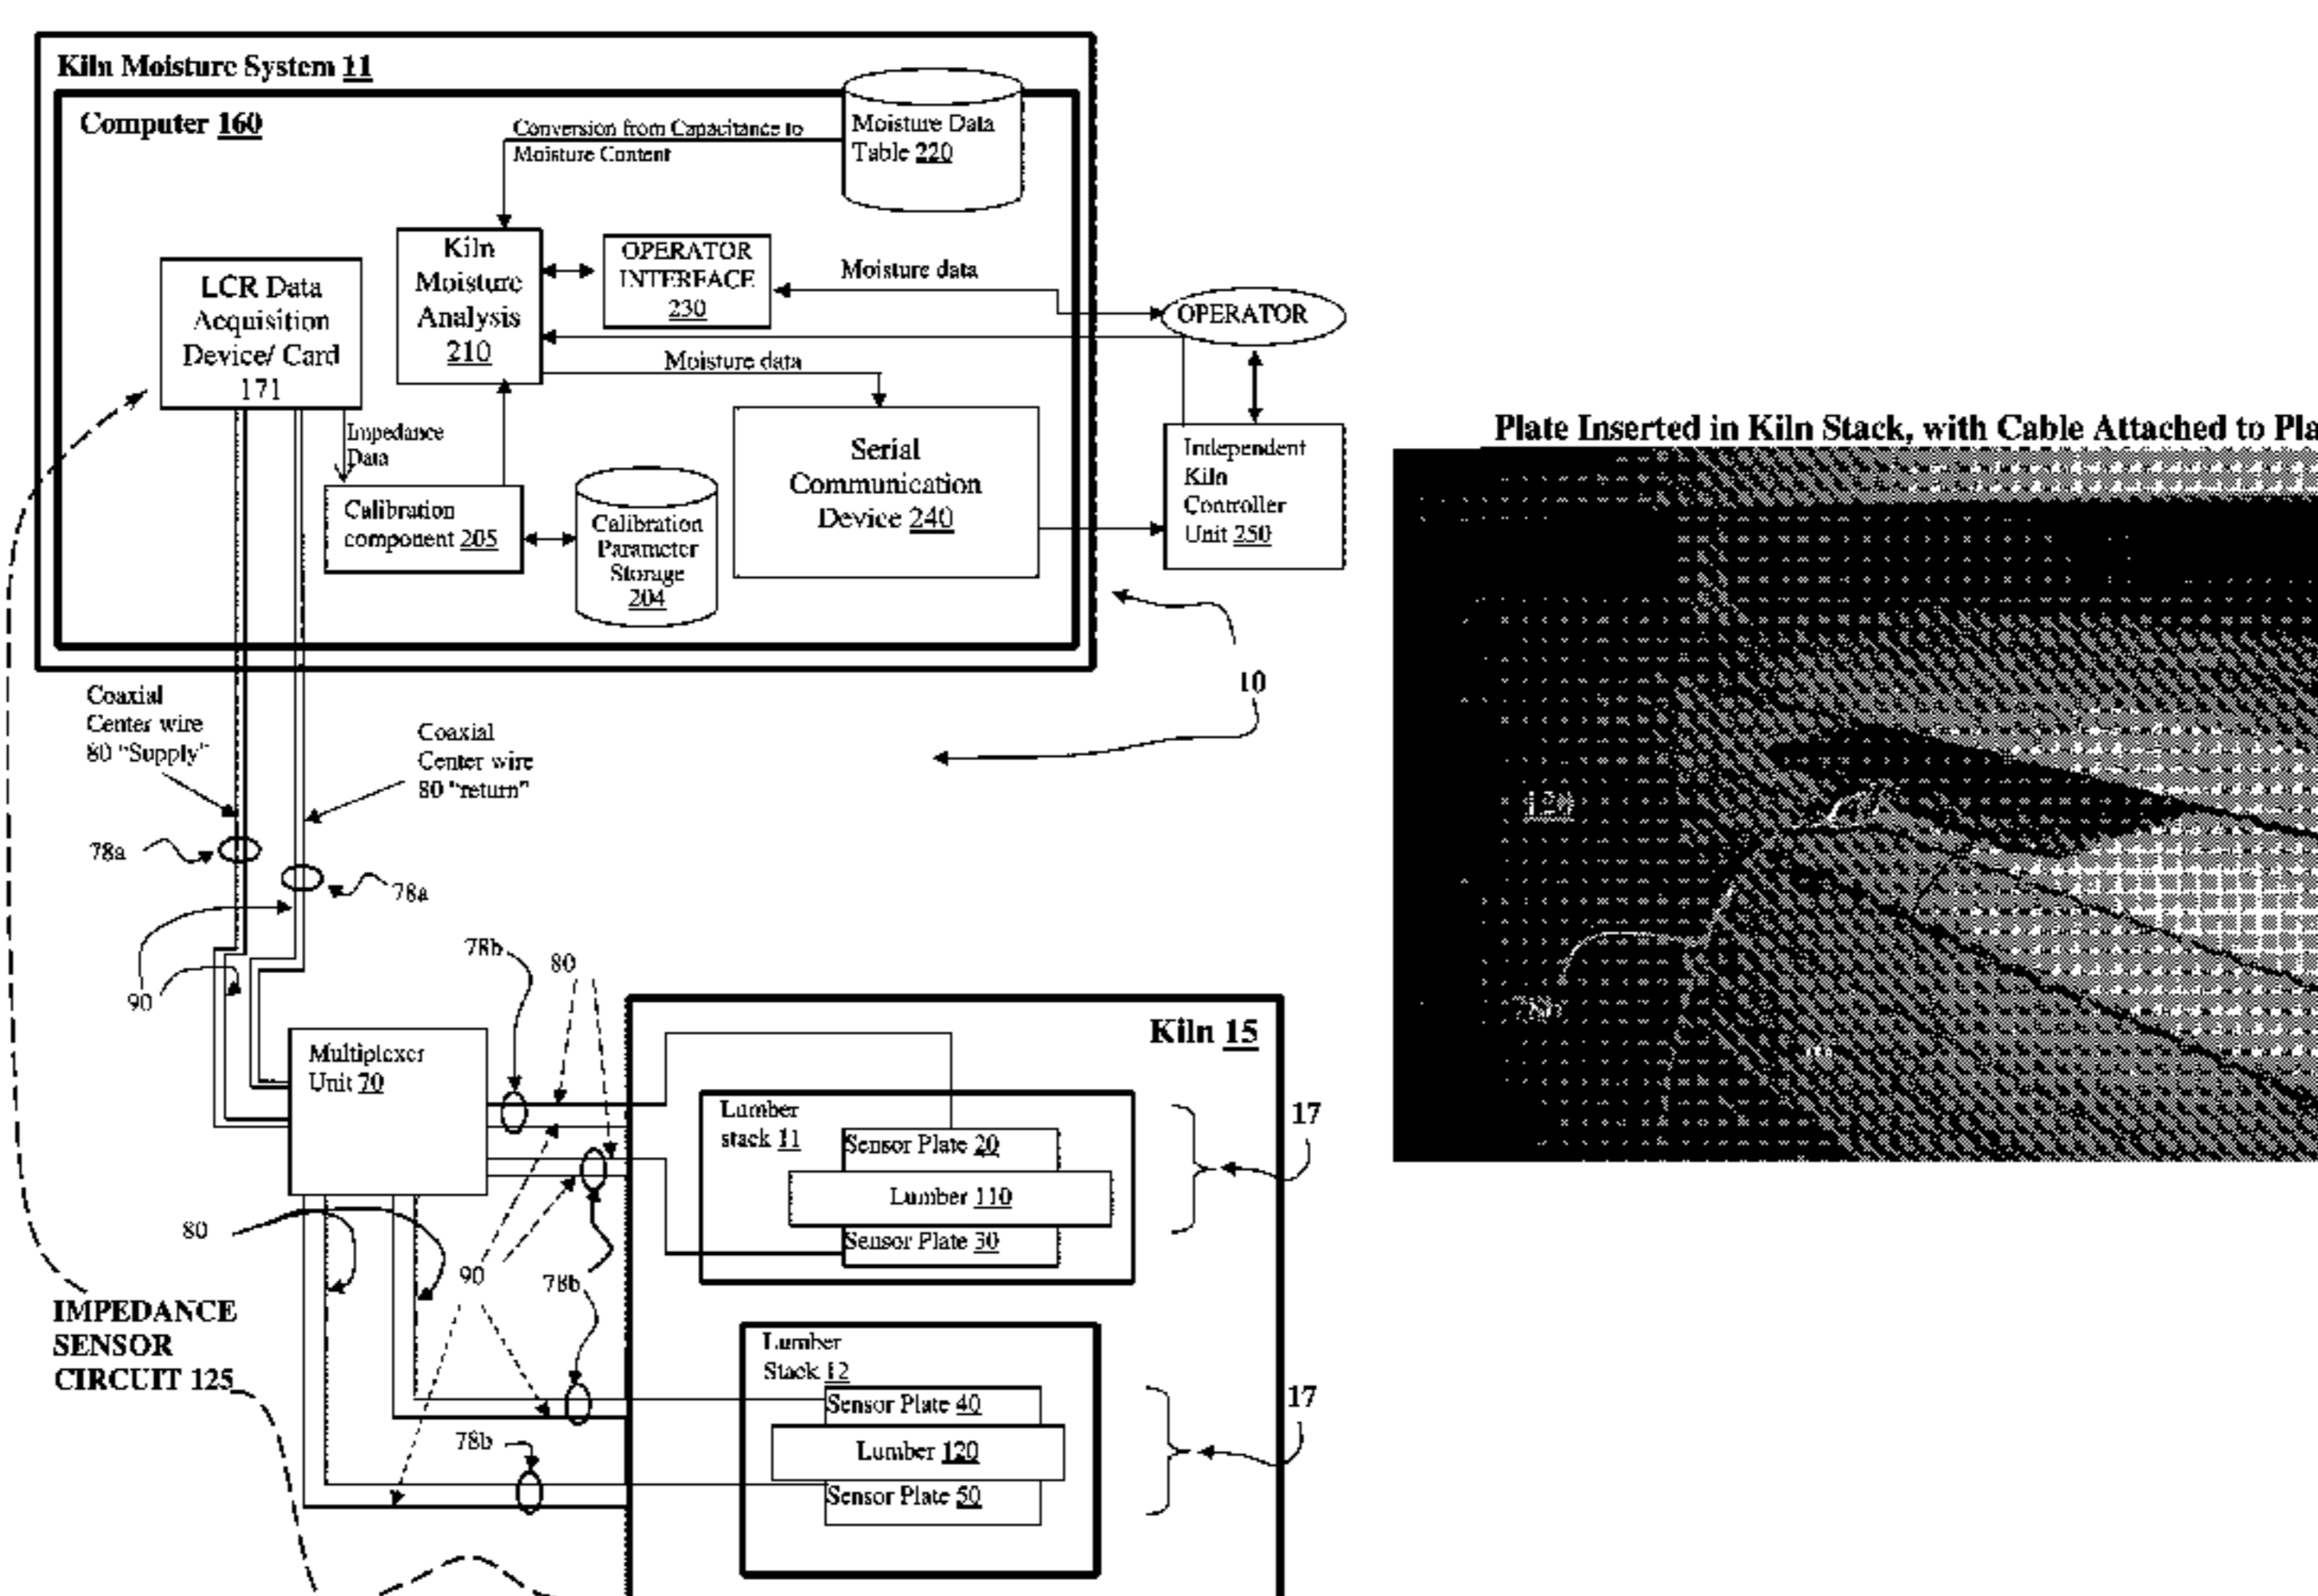 Kiln Moisture System 11
Computer 160
Conversion from Capacitance to
Moisture Content
Moisture Data
Table 220
Kiln
Moisture
Analysis
210
OPERATOR
INTERFACE
230
Moisture data
OPERATOR
LCR Data
Acquisition
Device/ Card
171
Moisture data
Impedance
Data
Serial
Communication
Device 240
Independent
Kiln
Controller
Unit 250
Calibration
component 205
Calibration
Parameter
Storage
204
Plate Inserted in Kiln Stack, with Cable Attached to Pla
10
Coaxial
Center wire
80 "Supply"
Coaxial
Center wire
80 "return"
78a
78a
90
78b
80
120
Kiln 15
Multiplexer
Unit 70
Lumber
stack 11
Sensor Plate 20
Lumber 110
Sensor Plate 30
17
80
90
78b
IMPEDANCE
SENSOR
CIRCUIT 125
Lumber
Stack 12
Sensor Plate 40
Lumber 120
Sensor Plate 50
17
78b